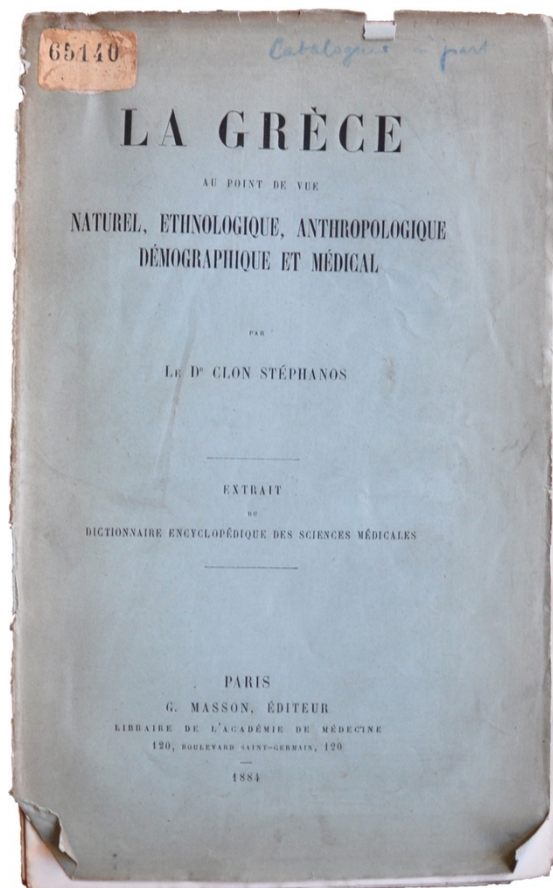 65140
Catalogues à part
LA GRÈCE
AU POINT DE VUE
NATUREL, ETHNOLOGIQUE, ANTHROPOLOGIQUE
DÉMOGRAPHIQUE ET MÉDICAL
PAR
LE Dr CLON STÉPHANOS
EXTRAIT
DU
DICTIONNAIRE ENCYCLOPÉDIQUE DES SCIENCES MÉDICALES
PARIS
G. MASSON, ÉDITEUR
LIBRAIRE DE L'ACADÉMIE DE MÉDECINE
120, BOULEVARD SAINT-GERMAIN, 120
1884